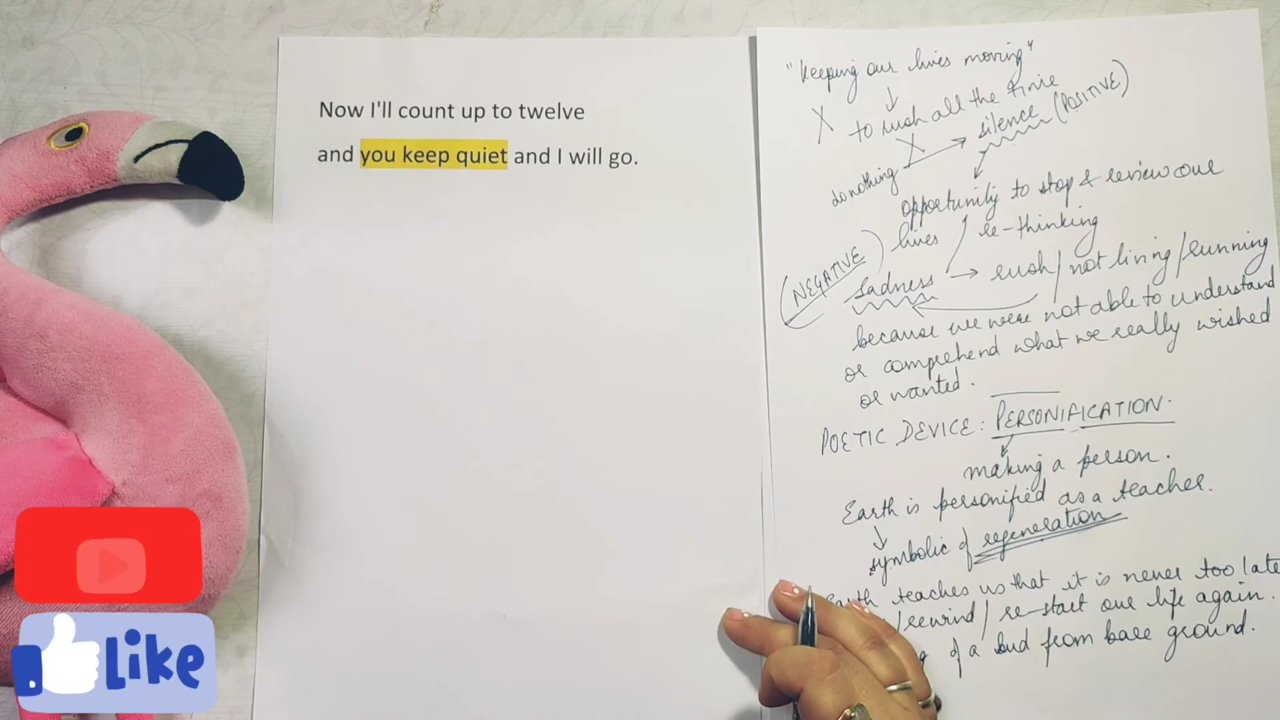 Now I'll count up to twelve
and you keep quiet and I will go.
"Keeping our lives moving"
X to rush all the time
X silence (POSITIVE)
do nothing
opportunity to stop & review our
lives re-thinking
(NEGATIVE)
sadness → rush/not living/running
because we were not able to understand
or comprehend what we really wished
or wanted.
POETIC DEVICE: PERSONIFICATION.
making a person.
Earth is personified as a teacher.
symbolic of regeneration
Earth teaches us that it is never too late
/rewind/re-start our life again.
of a bud from bare ground.
Like